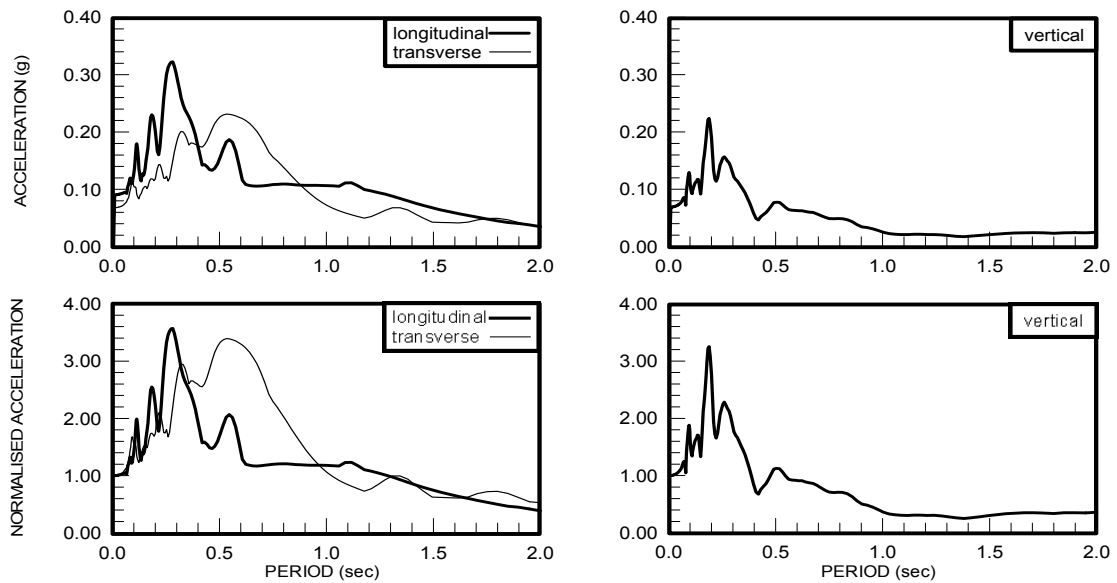 ACCELERATION (g)
0.40
0.30
0.20
0.10
0.00
longitudinal
transverse
0.0 0.5 1.0 1.5 2.0
0.40
0.30
0.20
0.10
0.00
vertical
0.0 0.5 1.0 1.5 2.0
NORMALISED ACCELERATION
4.00
3.00
2.00
1.00
0.00
longitudinal
transverse
0.0 0.5 1.0 1.5 2.0
PERIOD (sec)
4.00
3.00
2.00
1.00
0.00
vertical
0.0 0.5 1.0 1.5 2.0
PERIOD (sec)